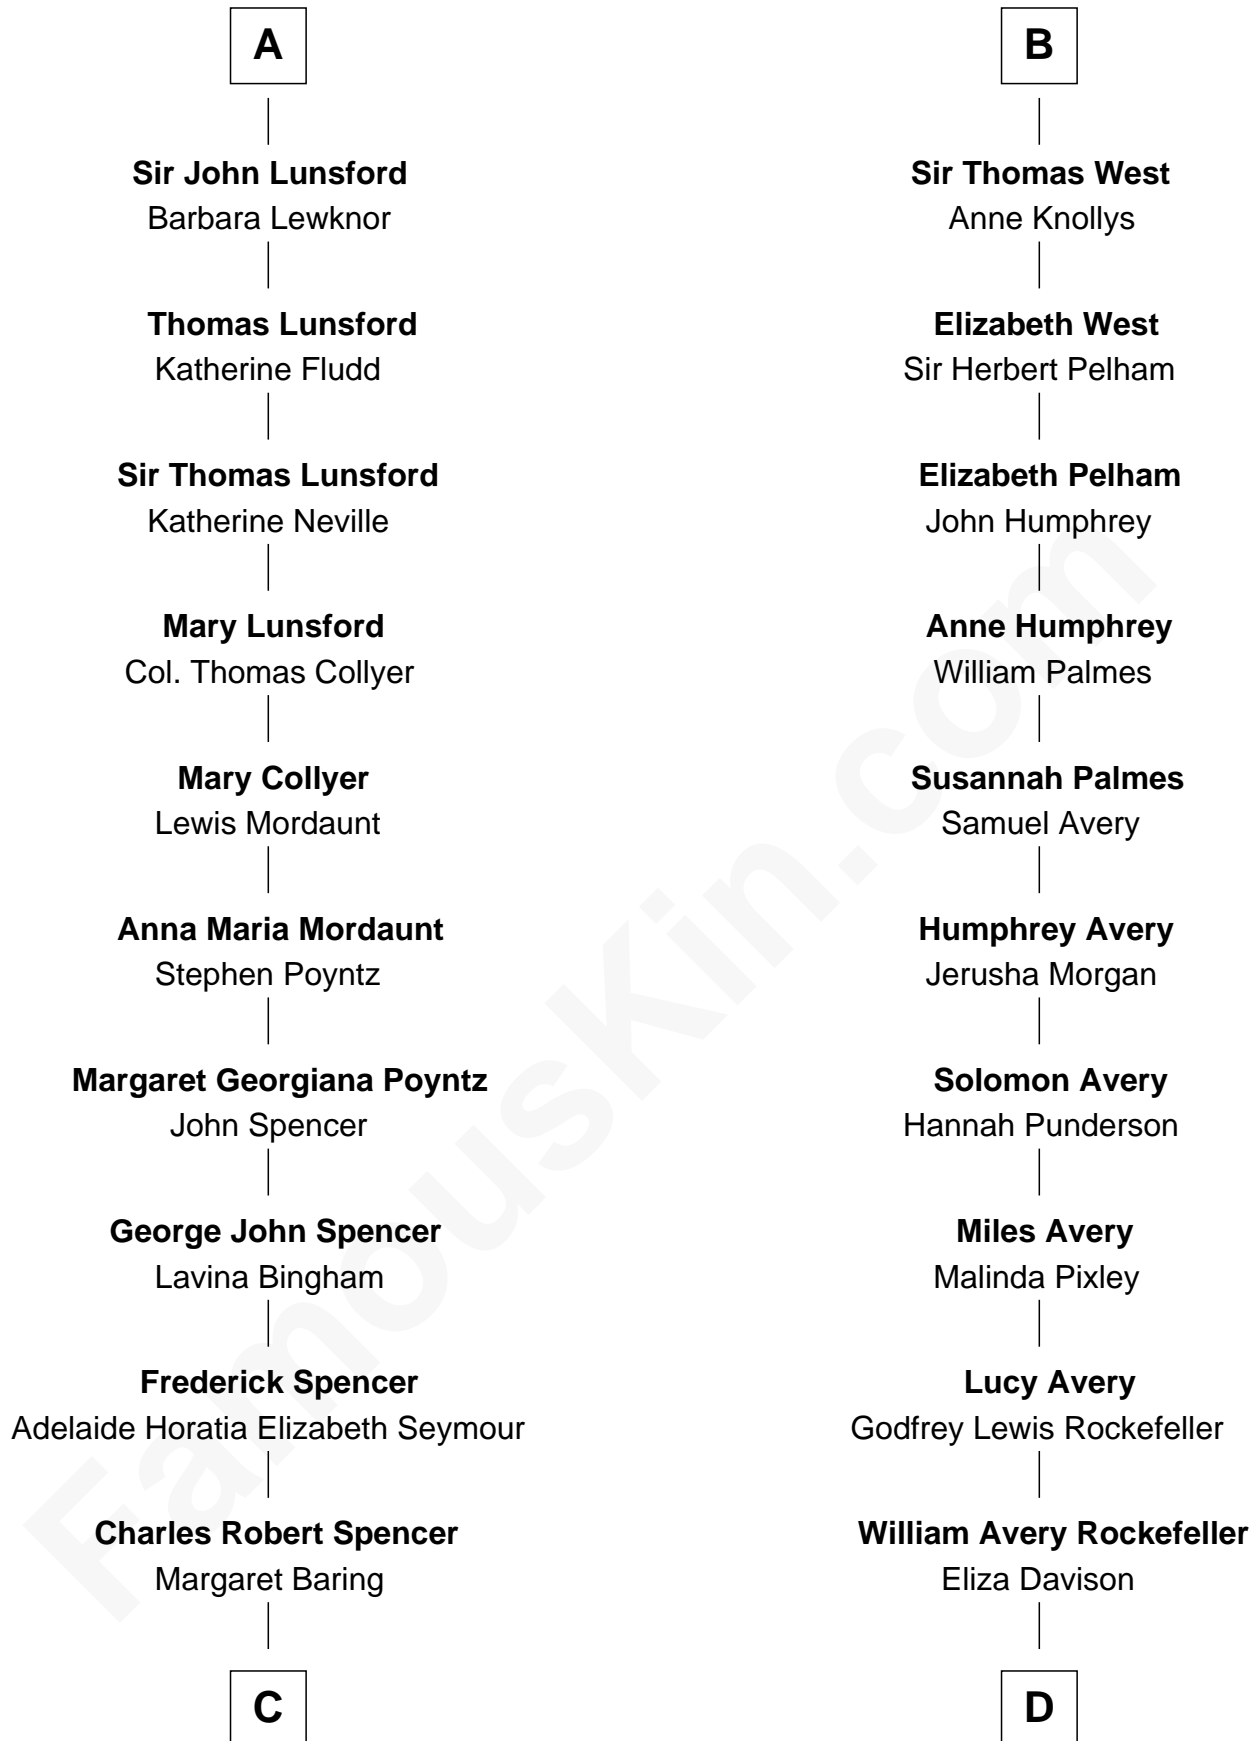 A
Sir John Lunsford
Barbara Lewknor
Thomas Lunsford
Katherine Fludd
Sir Thomas Lunsford
Katherine Neville
Mary Lunsford
Col. Thomas Collyer
Mary Collyer
Lewis Mordaunt
Anna Maria Mordaunt
Stephen Poyntz
Margaret Georgiana Poyntz
John Spencer
George John Spencer
Lavina Bingham
Frederick Spencer
Adelaide Horatia Elizabeth Seymour
Charles Robert Spencer
Margaret Baring
C
B
Sir Thomas West
Anne Knollys
Elizabeth West
Sir Herbert Pelham
Elizabeth Pelham
John Humphrey
Anne Humphrey
William Palmes
Susannah Palmes
Samuel Avery
Humphrey Avery
Jerusha Morgan
Solomon Avery
Hannah Punderson
Miles Avery
Malinda Pixley
Lucy Avery
Godfrey Lewis Rockefeller
William Avery Rockefeller
Eliza Davison
D
FamousKin.com